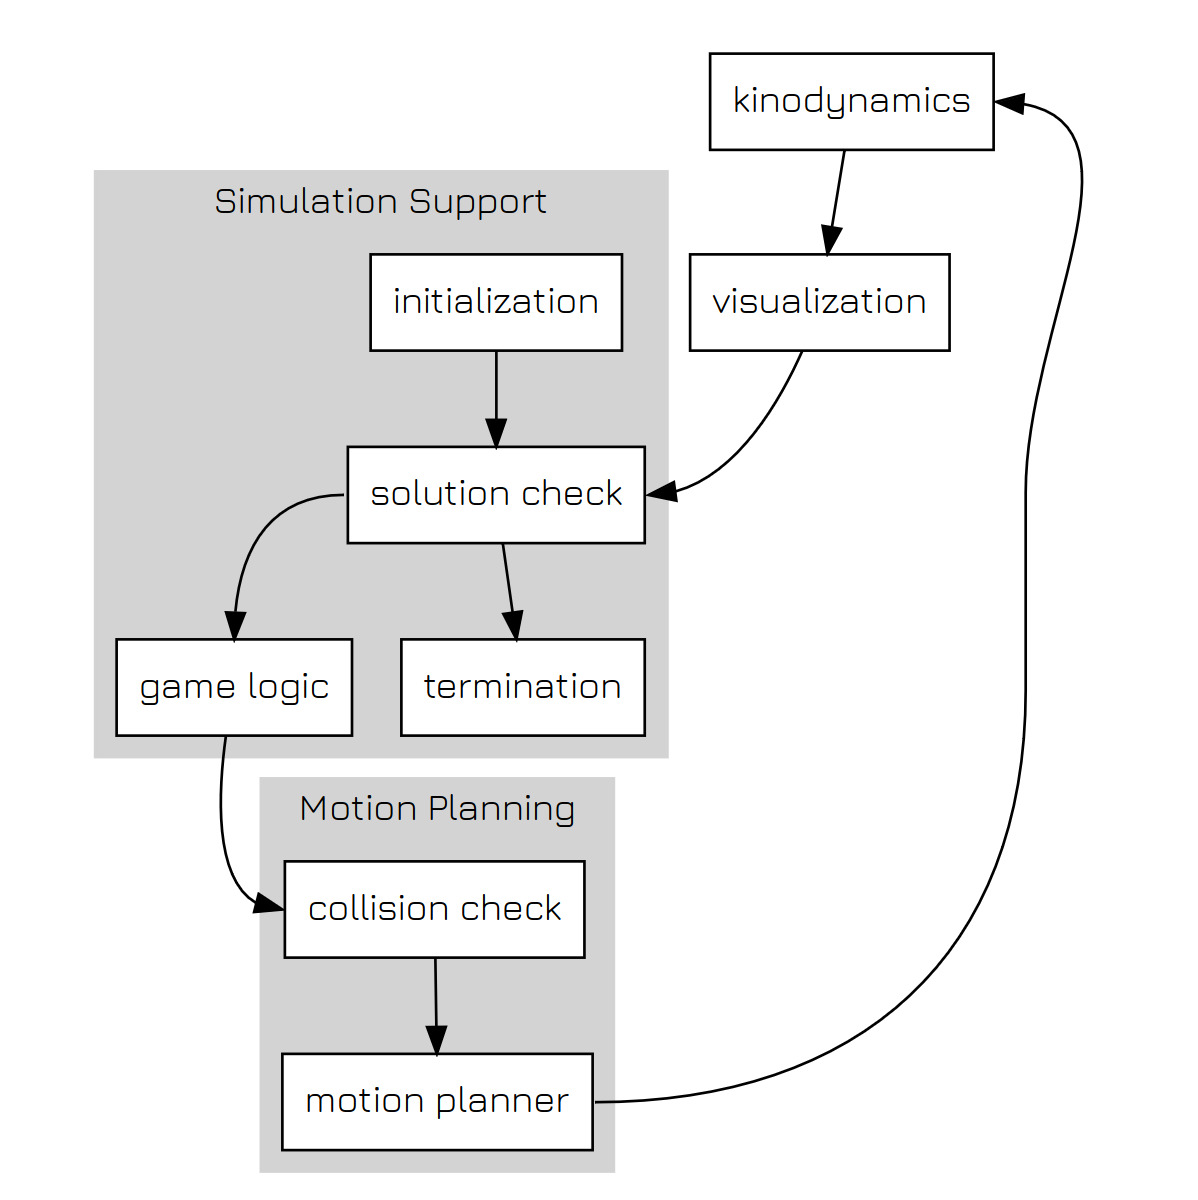 kinodynamics
Simulation Support
initialization
visualization
solution check
game logic
termination
Motion Planning
collision check
motion planner